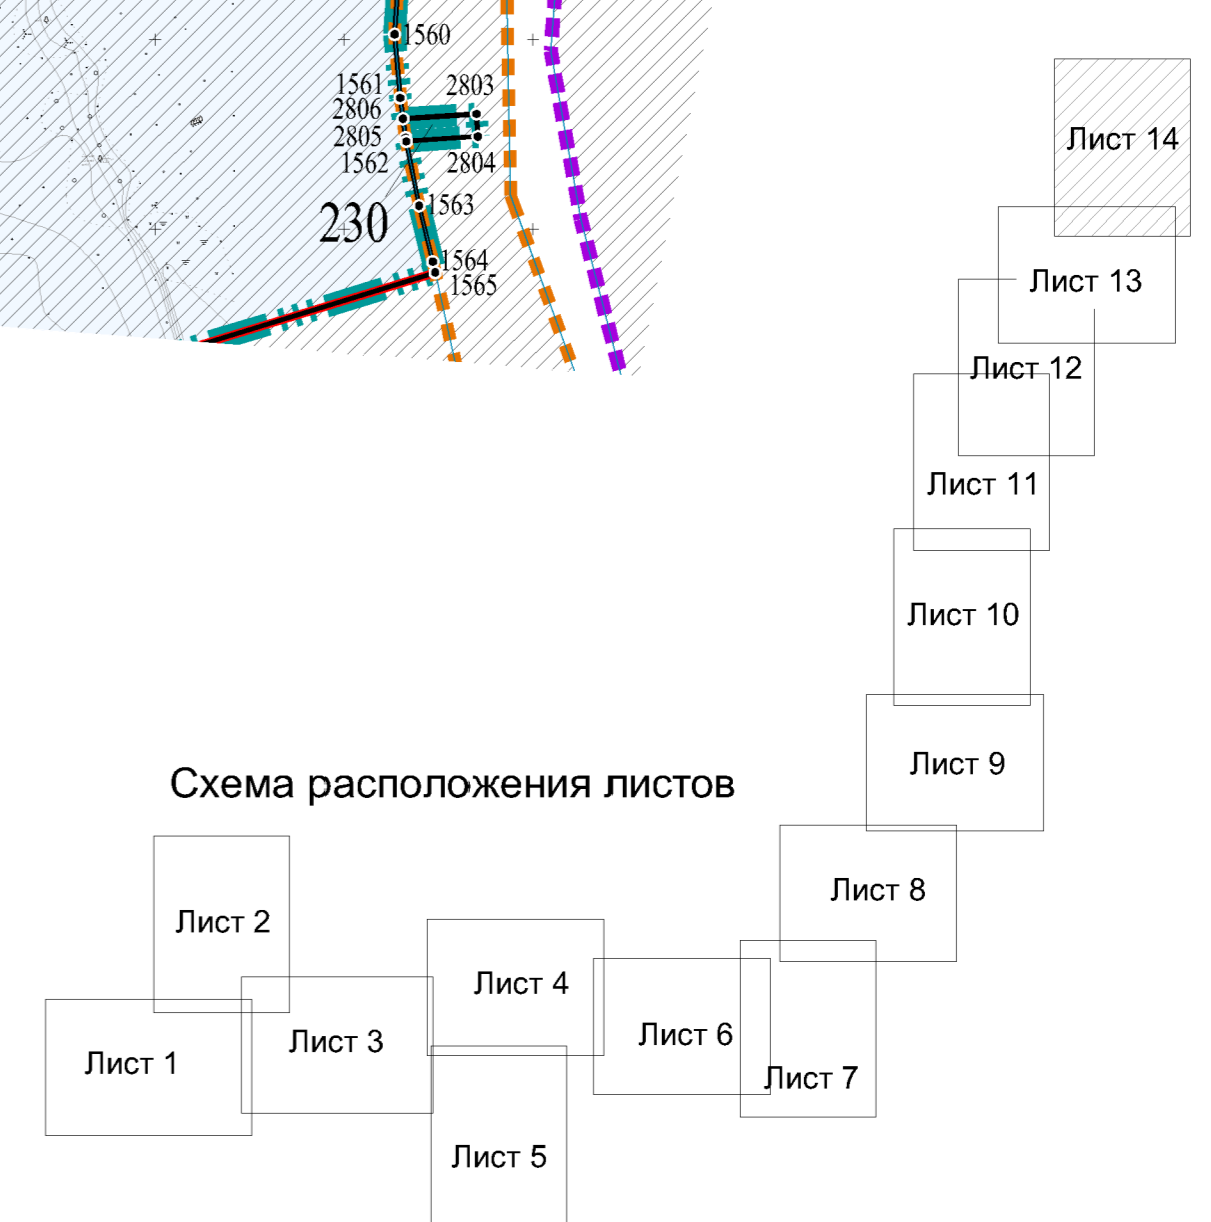 1560
1561
2803
2806
2805
1562
2804
230
1563
1564
1565
Лист 14
Лист 13
Лист 12
Лист 11
Лист 10
Лист 9
Схема расположения листов
Лист 8
Лист 2
Лист 4
Лист 6
Лист 3
Лист 1
Лист 7
Лист 5